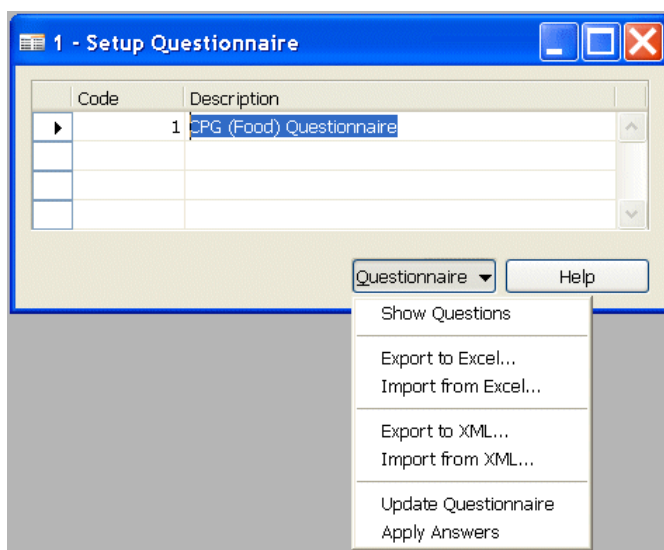 1 - Setup Questionnaire
Code Description
1 CPG (Food) Questionnaire
Questionnaire Help
Show Questions
Export to Excel...
Import from Excel...
Export to XML...
Import from XML...
Update Questionnaire
Apply Answers